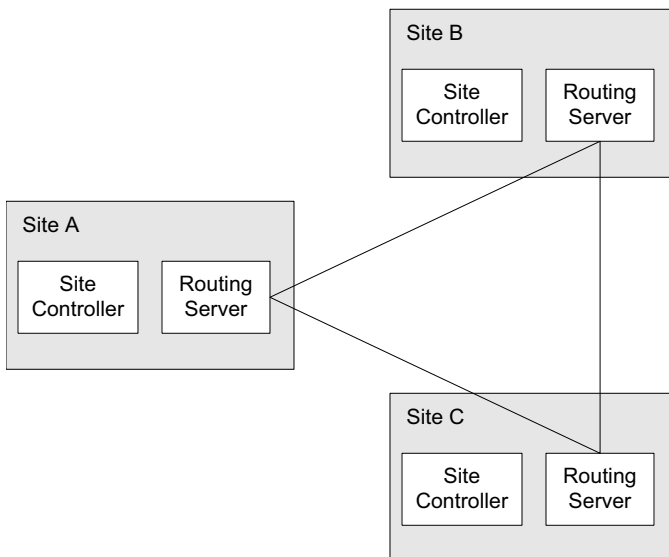 Site B
Site
Controller
Routing
Server
Site A
Site
Controller
Routing
Server
Site C
Site
Controller
Routing
Server